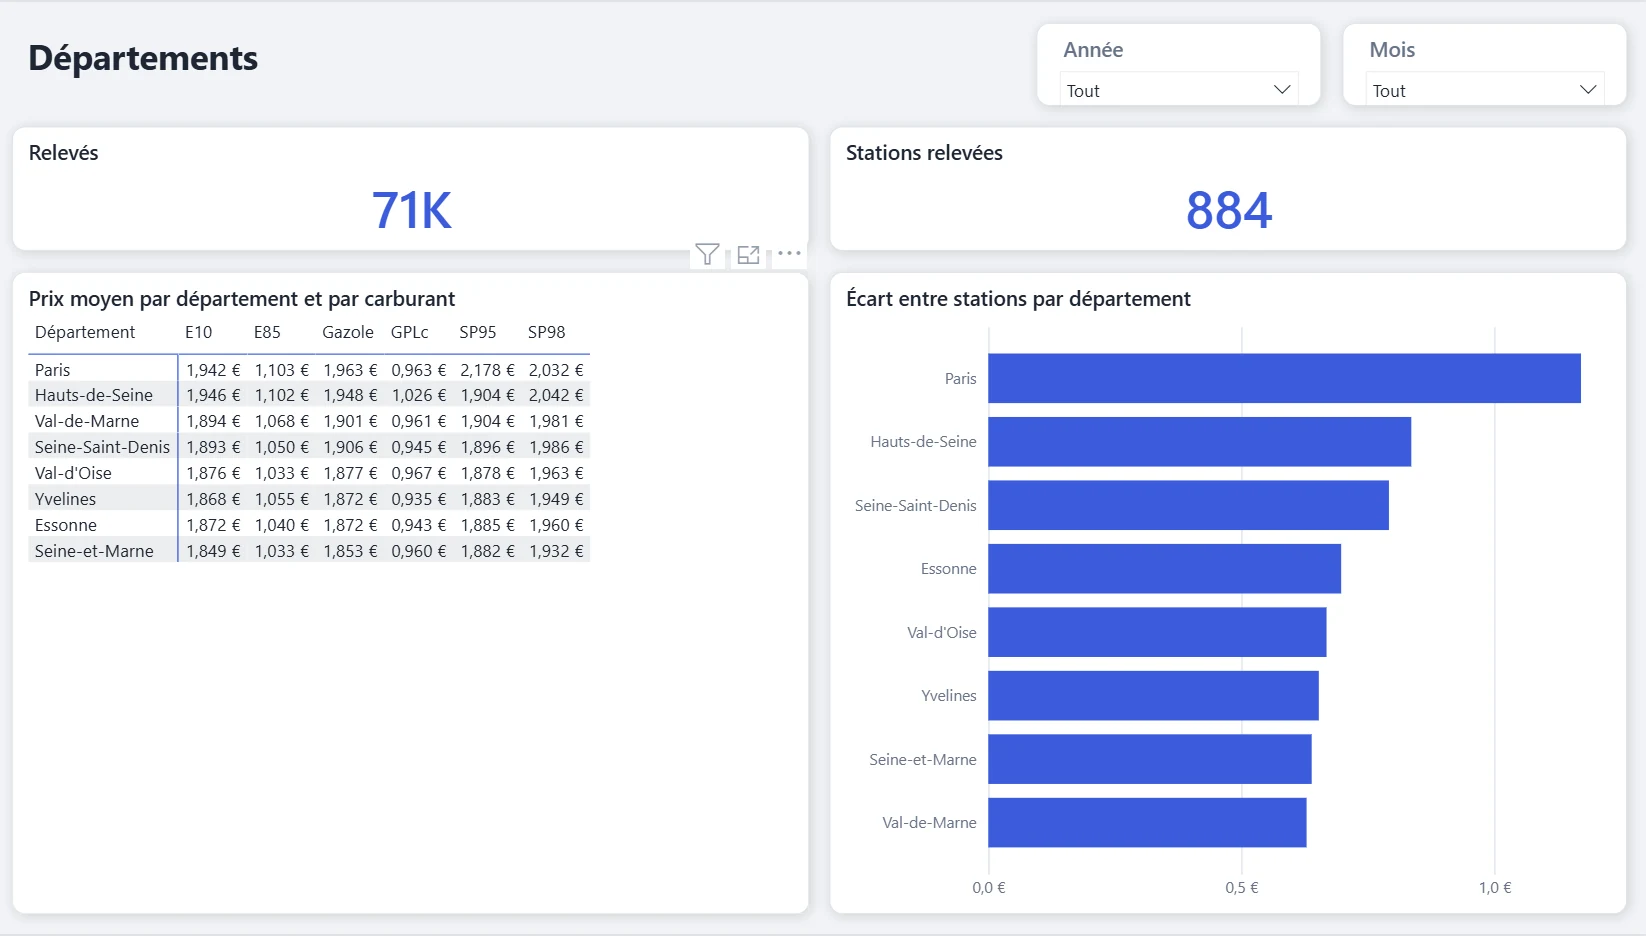 Départements
Année
Tout
Mois
Tout
Relevés
71K
Stations relevées
884
Prix moyen par département et par carburant
Département E10 E85 Gazole GPLc SP95 SP98
Paris 1,942 € 1,103 € 1,963 € 0,963 € 2,178 € 2,032 €
Hauts-de-Seine 1,946 € 1,102 € 1,948 € 1,026 € 1,904 € 2,042 €
Val-de-Marne 1,894 € 1,068 € 1,901 € 0,961 € 1,904 € 1,981 €
Seine-Saint-Denis 1,893 € 1,050 € 1,906 € 0,945 € 1,896 € 1,986 €
Val-d'Oise 1,876 € 1,033 € 1,877 € 0,967 € 1,878 € 1,963 €
Yvelines 1,868 € 1,055 € 1,872 € 0,935 € 1,883 € 1,949 €
Essonne 1,872 € 1,040 € 1,872 € 0,943 € 1,885 € 1,960 €
Seine-et-Marne 1,849 € 1,033 € 1,853 € 0,960 € 1,882 € 1,932 €
Écart entre stations par département
Paris
Hauts-de-Seine
Seine-Saint-Denis
Essonne
Val-d'Oise
Yvelines
Seine-et-Marne
Val-de-Marne
0,0 € 0,5 € 1,0 €